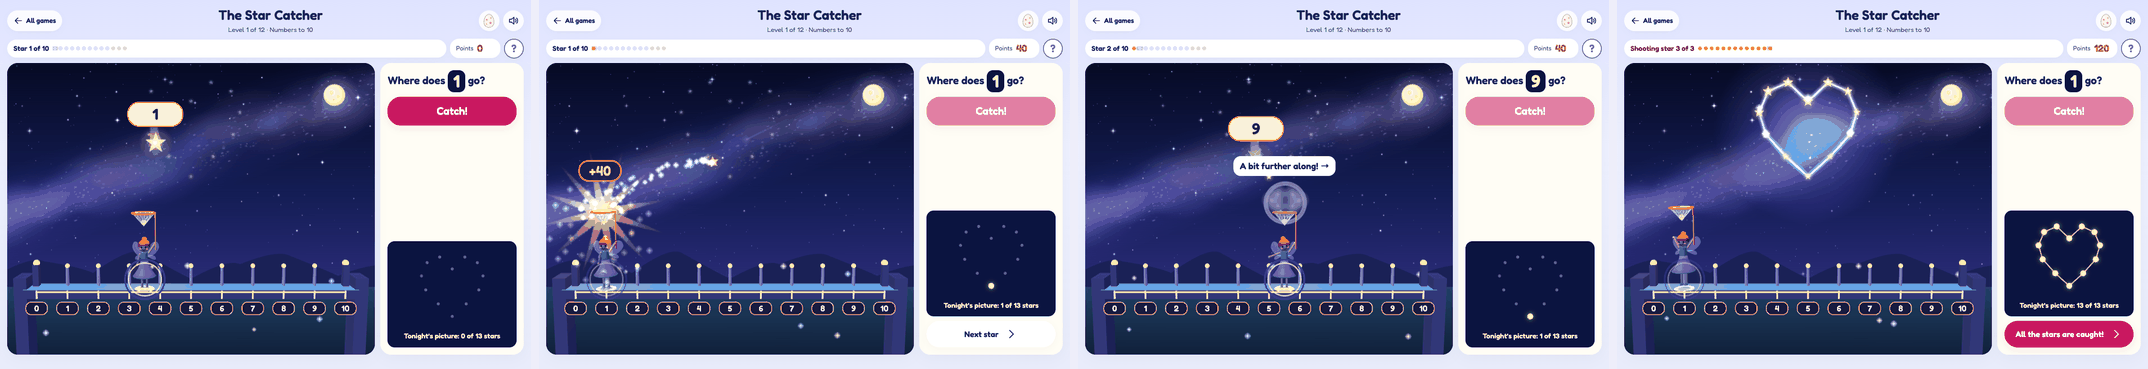 ← All games
The Star Catcher
Level 1 of 12 · Numbers to 10
Star 1 of 10
Points 0
?
Where does 1 go?
Catch!
1
0 1 2 3 4 5 6 7 8 9 10
Tonight's picture: 0 of 13 stars
← All games
The Star Catcher
Level 1 of 12 · Numbers to 10
Star 1 of 10
Points 40
?
Where does 1 go?
Catch!
+40
0 1 2 3 4 5 6 7 8 9 10
Tonight's picture: 1 of 13 stars
Next star >
← All games
The Star Catcher
Level 1 of 12 · Numbers to 10
Star 2 of 10
Points 40
?
Where does 9 go?
Catch!
9
A bit further along! →
0 1 2 3 4 5 6 7 8 9 10
Tonight's picture: 1 of 13 stars
← All games
The Star Catcher
Level 1 of 12 · Numbers to 10
Shooting star 3 of 3
Points 120
?
Where does 1 go?
Catch!
0 1 2 3 4 5 6 7 8 9 10
Tonight's picture: 13 of 13 stars
All the stars are caught! >